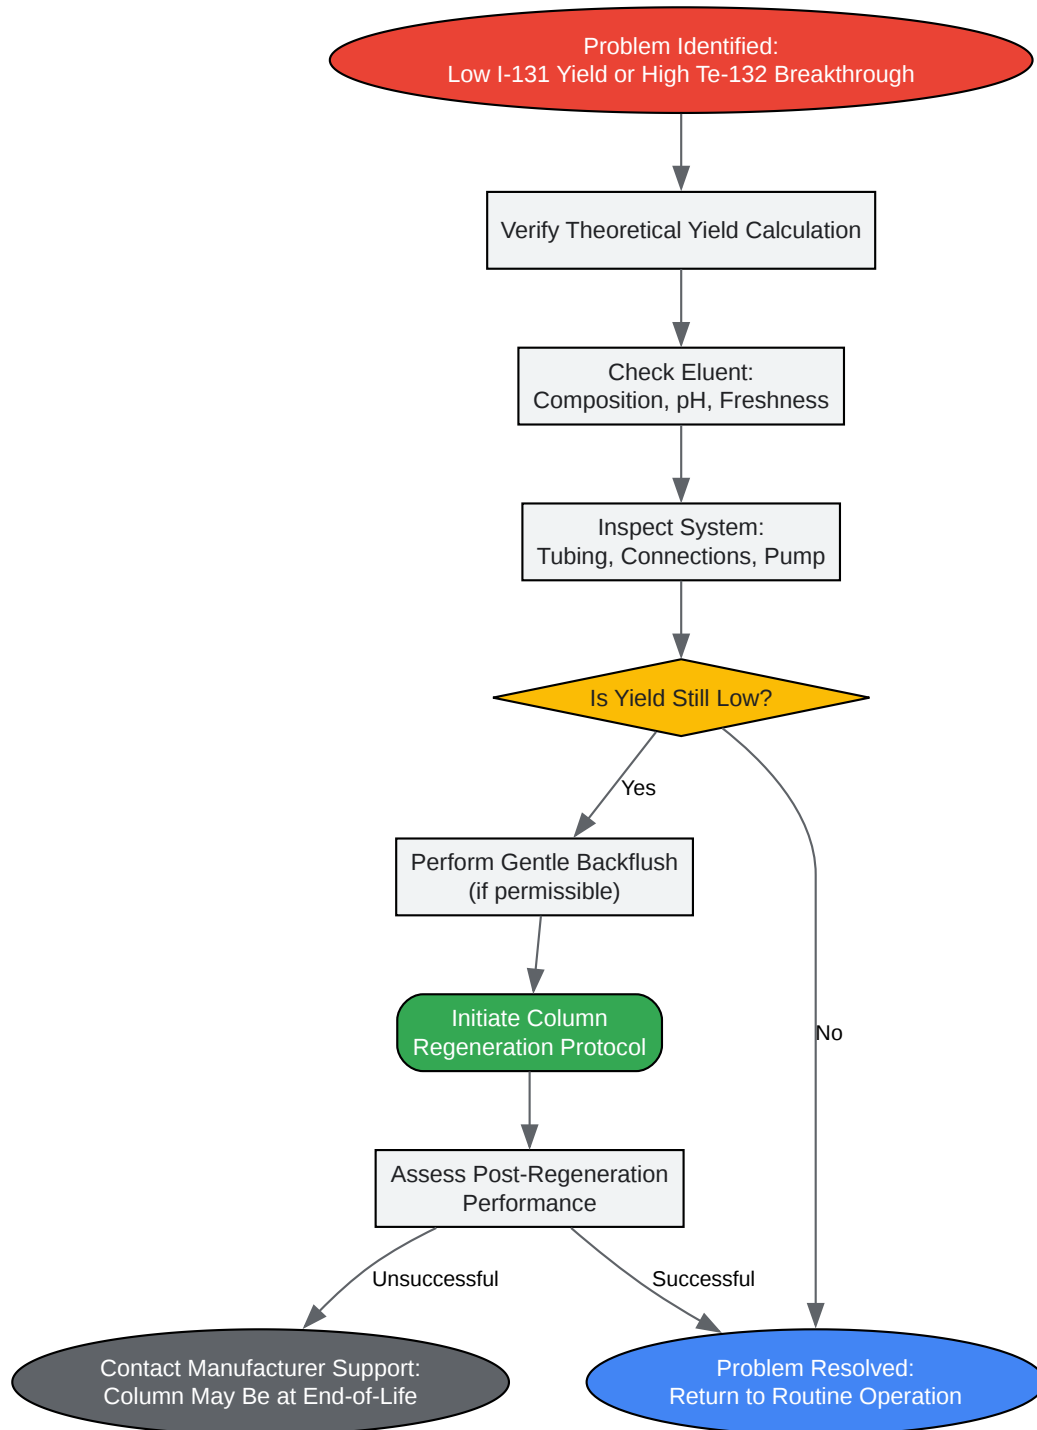 Problem Identified:
Low I-131 Yield or High Te-132 Breakthrough
Verify Theoretical Yield Calculation
Check Eluent:
Composition, pH, Freshness
Inspect System:
Tubing, Connections, Pump
Is Yield Still Low?
Yes
Perform Gentle Backflush
(if permissible)
Initiate Column
Regeneration Protocol
No
Assess Post-Regeneration
Performance
Unsuccessful
Successful
Contact Manufacturer Support:
Column May Be at End-of-Life
Problem Resolved:
Return to Routine Operation